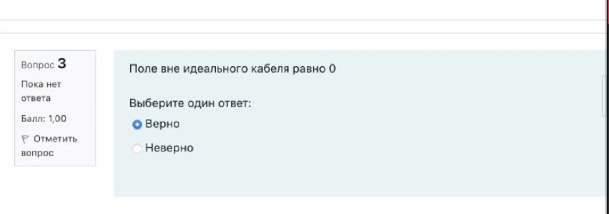 Вопрос 3
Пока нет
ответа
Балл: 1,00
Отметить
вопрос
Поле вне идеального кабеля равно 0
Выберите один ответ:
Верно
Неверно